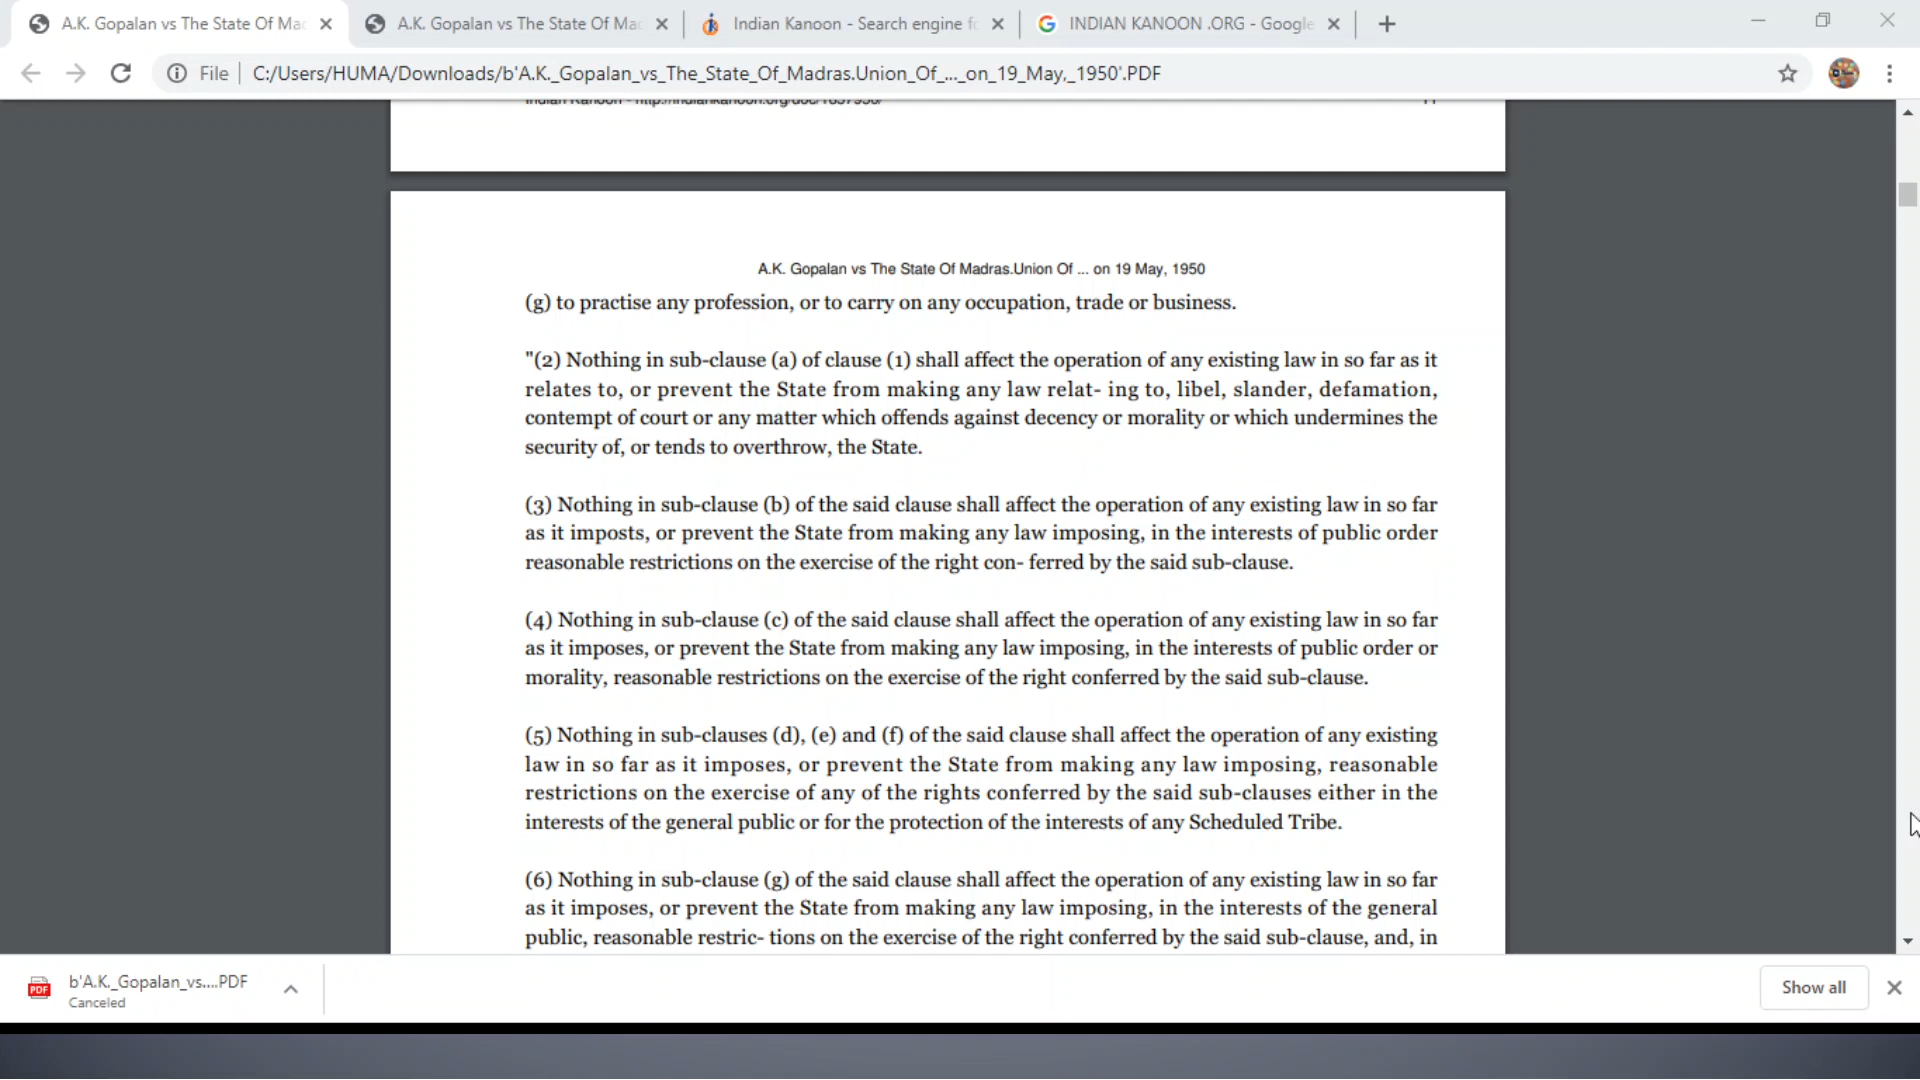 A.K. Gopalan vs The State Of Mad
A.K. Gopalan vs The State Of Mad
Indian Kanoon - Search engine fo
INDIAN KANOON .ORG - Google
File
C:/Users/HUMA/Downloads/b'A.K._Gopalan_vs_The_State_Of_Madras.Union_Of_..._on_19_May,_1950'.PDF
Indian Kanoon - http://indiankanoon.org/doc/1857950/ 11
A.K. Gopalan vs The State Of Madras.Union Of ... on 19 May, 1950
(g) to practise any profession, or to carry on any occupation, trade or business.
"(2) Nothing in sub-clause (a) of clause (1) shall affect the operation of any existing law in so far as it
relates to, or prevent the State from making any law relat- ing to, libel, slander, defamation,
contempt of court or any matter which offends against decency or morality or which undermines the
security of, or tends to overthrow, the State.
(3) Nothing in sub-clause (b) of the said clause shall affect the operation of any existing law in so far
as it imposts, or prevent the State from making any law imposing, in the interests of public order
reasonable restrictions on the exercise of the right con- ferred by the said sub-clause.
(4) Nothing in sub-clause (c) of the said clause shall affect the operation of any existing law in so far
as it imposes, or prevent the State from making any law imposing, in the interests of public order or
morality, reasonable restrictions on the exercise of the right conferred by the said sub-clause.
(5) Nothing in sub-clauses (d), (e) and (f) of the said clause shall affect the operation of any existing
law in so far as it imposes, or prevent the State from making any law imposing, reasonable
restrictions on the exercise of any of the rights conferred by the said sub-clauses either in the
interests of the general public or for the protection of the interests of any Scheduled Tribe.
(6) Nothing in sub-clause (g) of the said clause shall affect the operation of any existing law in so far
as it imposes, or prevent the State from making any law imposing, in the interests of the general
public, reasonable restric- tions on the exercise of the right conferred by the said sub-clause, and, in
b'A.K._Gopalan_vs....PDF
Canceled
Show all